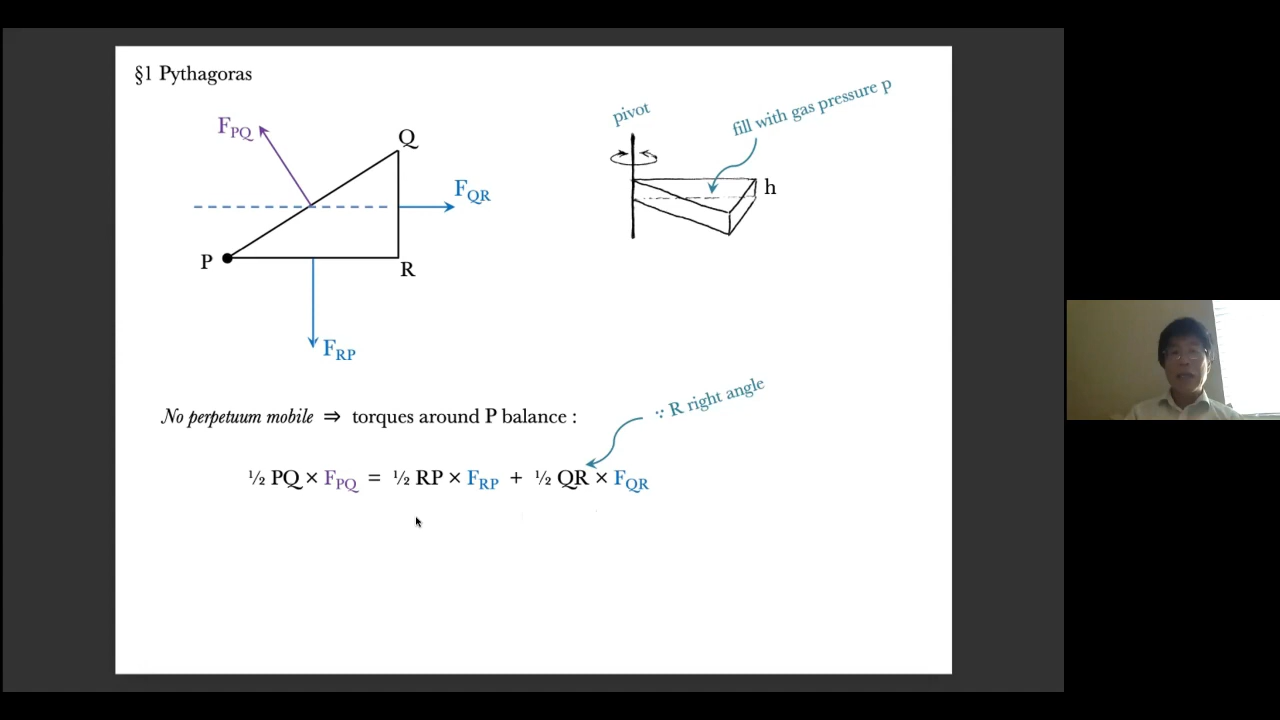 §1 Pythagoras
F_PQ
Q
F_QR
P
R
F_RP
pivot
fill with gas pressure p
h
No perpetuum mobile ⇒ torques around P balance :
∵ R right angle
½ PQ × F_PQ = ½ RP × F_RP + ½ QR × F_QR